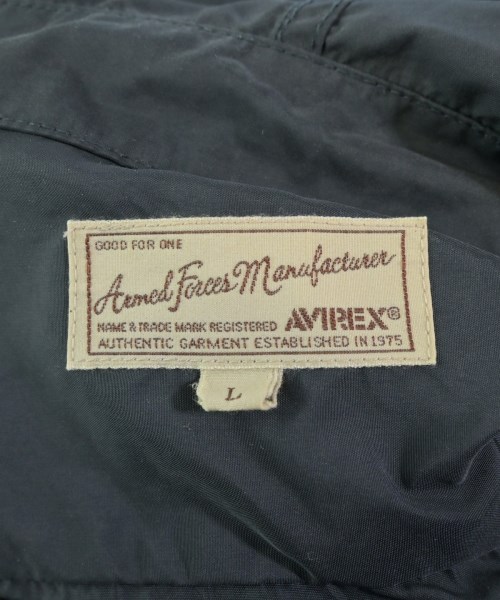 GOOD FOR ONE
Armed Forces Manufacturer
NAME & TRADE MARK REGISTERED AVIREX®
AUTHENTIC GARMENT ESTABLISHED IN 1975
L